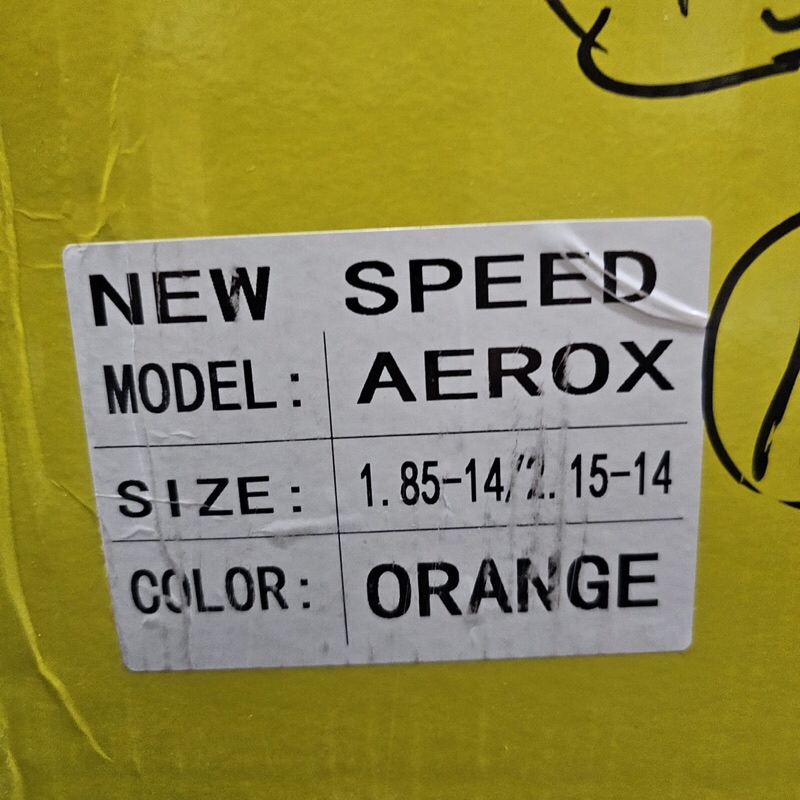 NEW SPEED
MODEL: AEROX
SIZE: 1.85-14/2.15-14
COLOR: ORANGE